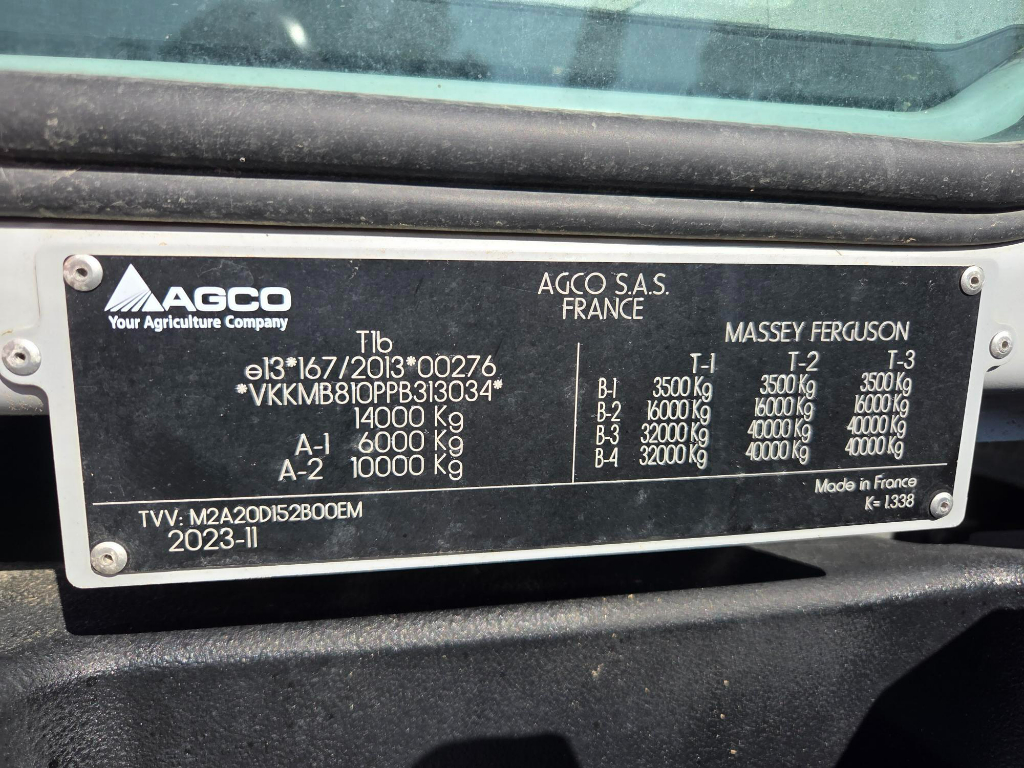 AGCO
Your Agriculture Company
AGCO S.A.S.
FRANCE
T1b
e13*167/2013*00276
*VKKMB810PPB313034*
14000 Kg
A-1 6000 Kg
A-2 10000 Kg
MASSEY FERGUSON
T-1 T-2 T-3
B-1 3500 Kg 3500 Kg 3500 Kg
B-2 16000 Kg 16000 Kg 16000 Kg
B-3 32000 Kg 40000 Kg 40000 Kg
B-4 32000 Kg 40000 Kg 40000 Kg
TVV: M2A20D152B00EM
2023-11
Made in France
K= 1.338